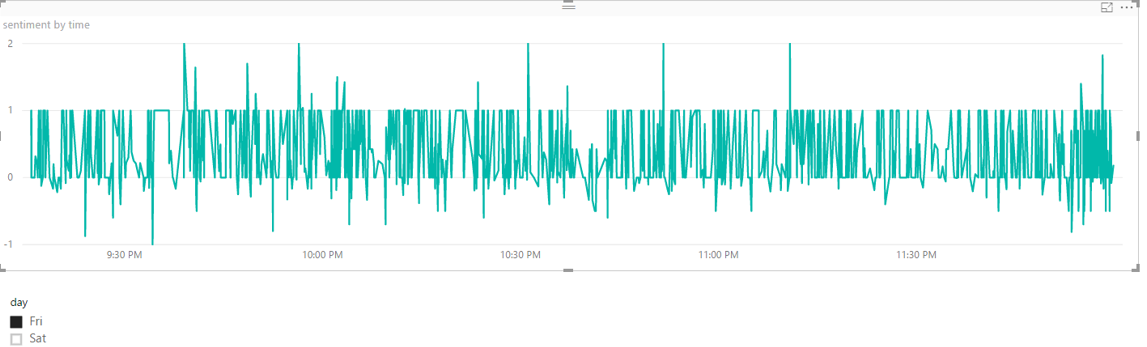 sentiment by time
2
1
0
-1
9:30 PM 10:00 PM 10:30 PM 11:00 PM 11:30 PM
day
Fri
Sat